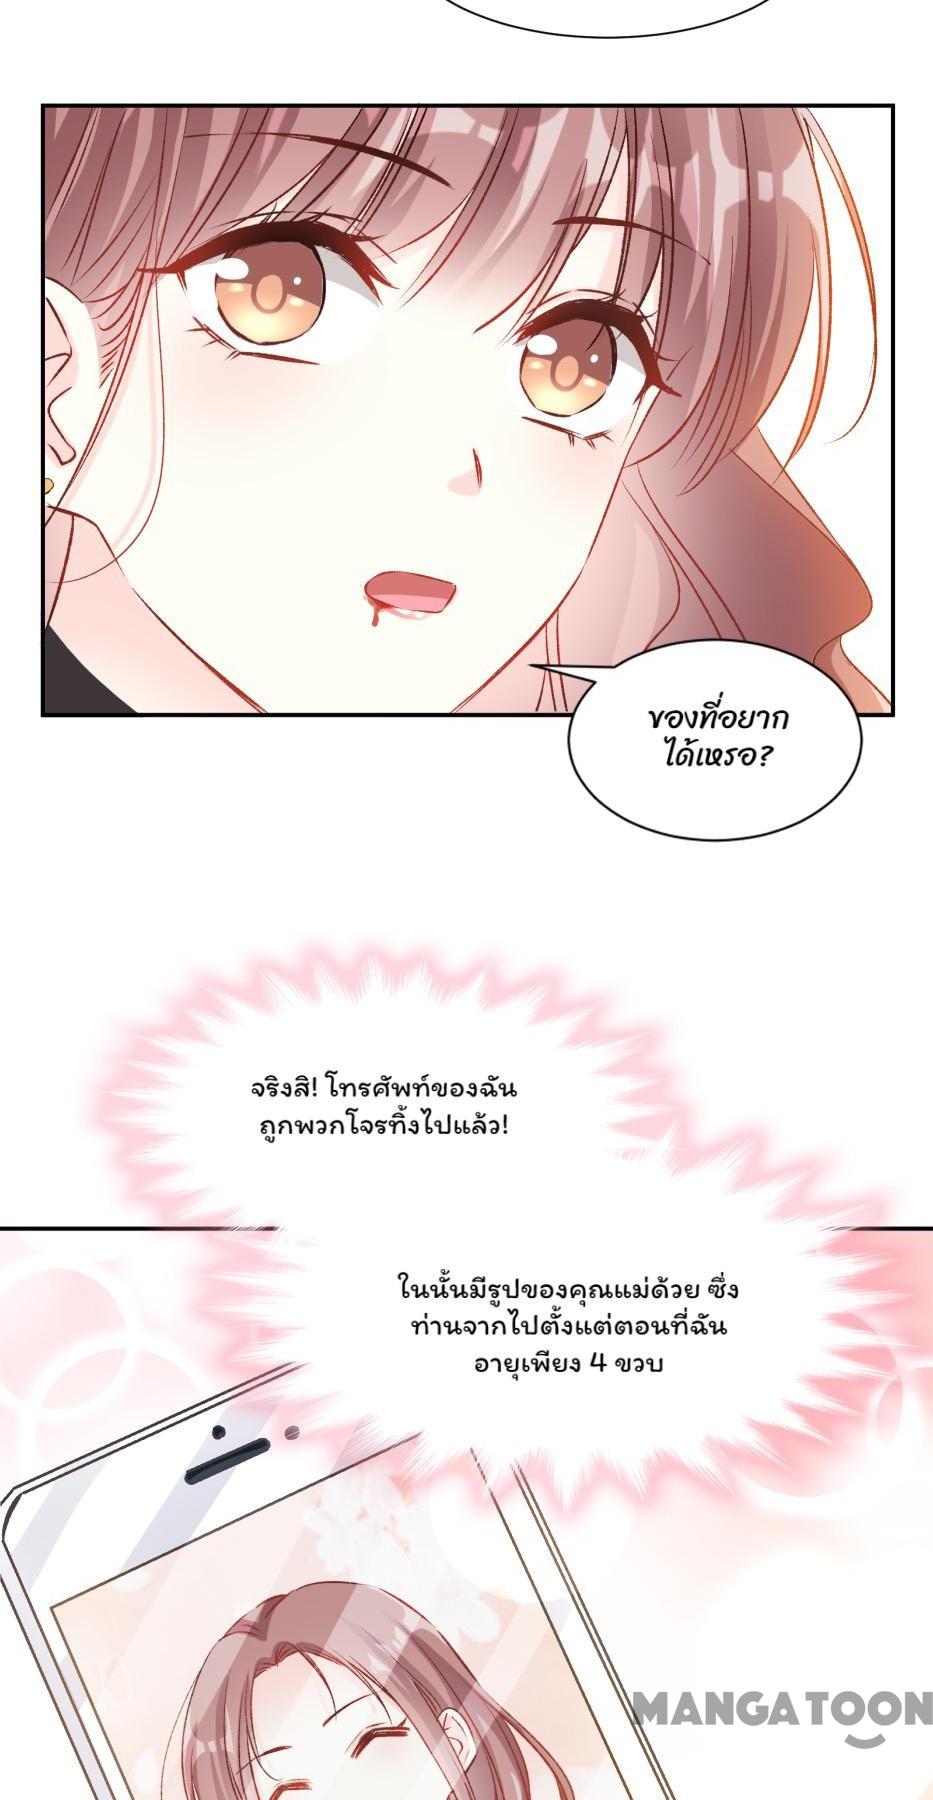 ของที่อยาก
ได้เหรอ?
จริงสิ! โทรศัพท์ของฉัน
ถูกพวกโจรทิ้งไปแล้ว!
ในนั้นมีรูปของคุณแม่ด้วย ซึ่ง
ท่านจากไปตั้งแต่ตอนที่ฉัน
อายุเพียง 4 ขวบ
MANGATOON